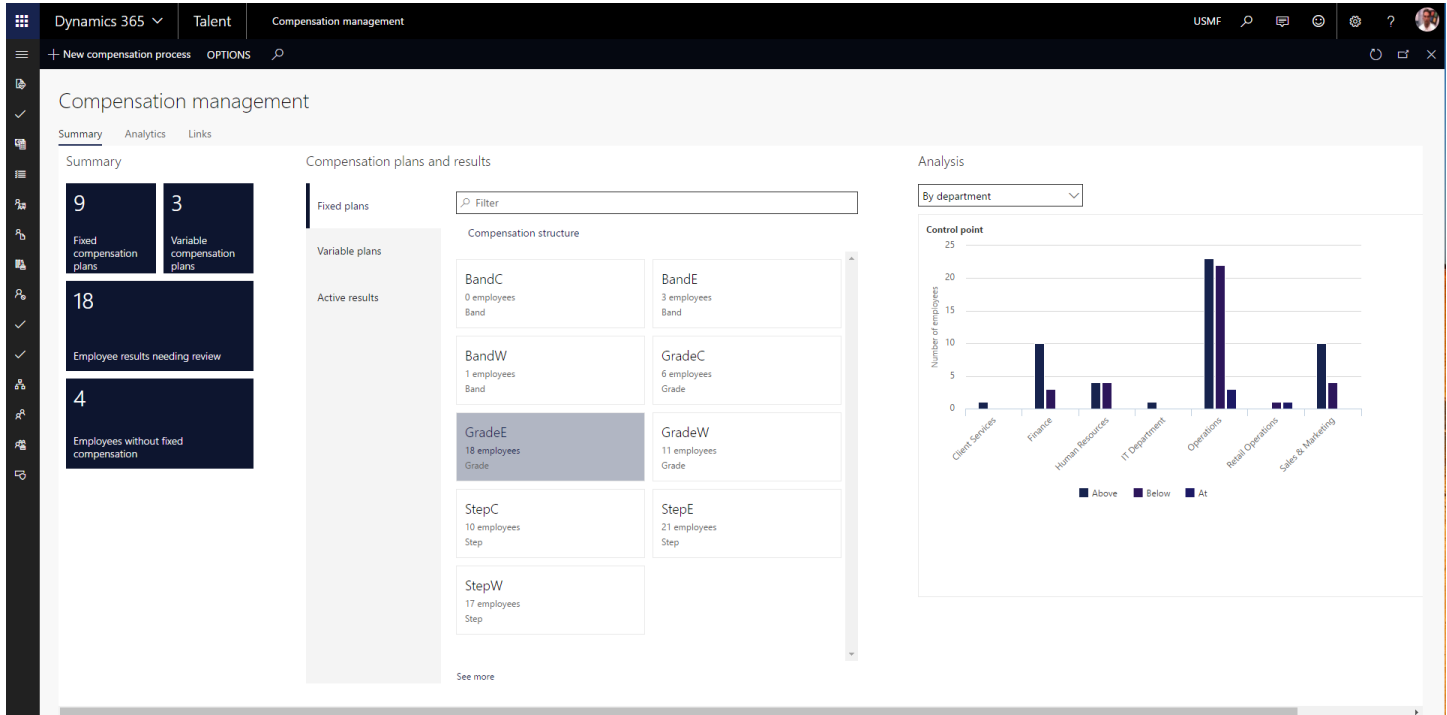 Dynamics 365
Talent
Compensation management
USMF
?
+ New compensation process
OPTIONS
Compensation management
Summary
Analytics
Links
Summary
9
Fixed
compensation
plans
3
Variable
compensation
plans
18
Employee results needing review
4
Employees without fixed
compensation
Compensation plans and results
Fixed plans
Variable plans
Active results
Filter
Compensation structure
BandC
0 employees
Band
BandE
3 employees
Band
BandW
1 employees
Band
GradeC
6 employees
Grade
GradeE
18 employees
Grade
GradeW
11 employees
Grade
StepC
10 employees
Step
StepE
21 employees
Step
StepW
17 employees
Step
See more
Analysis
By department
Control point
Number of employees
25
20
15
10
5
0
Client Services
Finance
Human Resources
IT Department
Operations
Retail Operations
Sales & Marketing
Above
Below
At